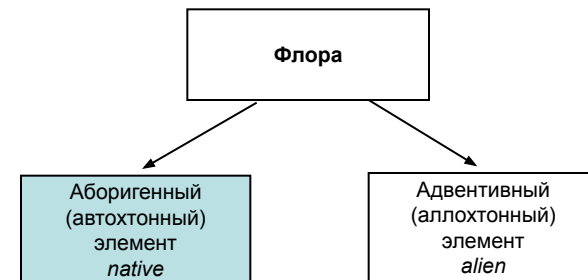 Флора
Аборигенный
(автохтонный)
элемент
native
Адвентивный
(аллохтонный)
элемент
alien